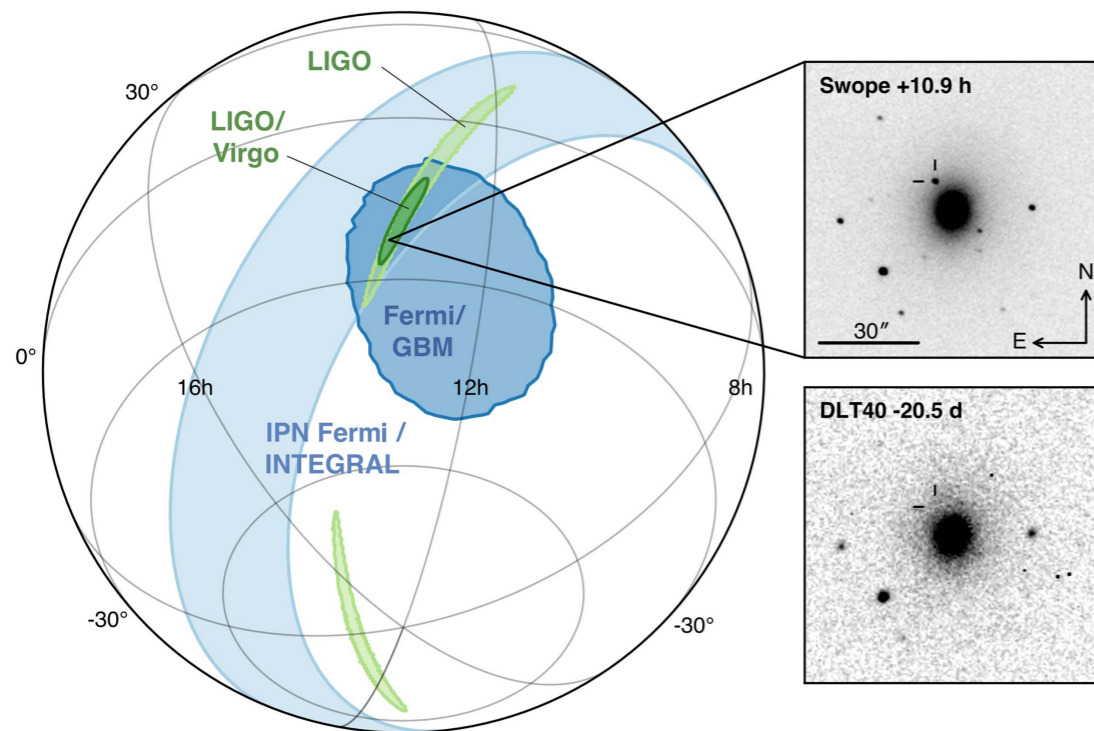 LIGO
LIGO/
Virgo
30°
Fermi/
GBM
0°
16h
12h
8h
IPN Fermi /
INTEGRAL
-30°
-30°
Swope +10.9 h
N
E
30″
DLT40 -20.5 d